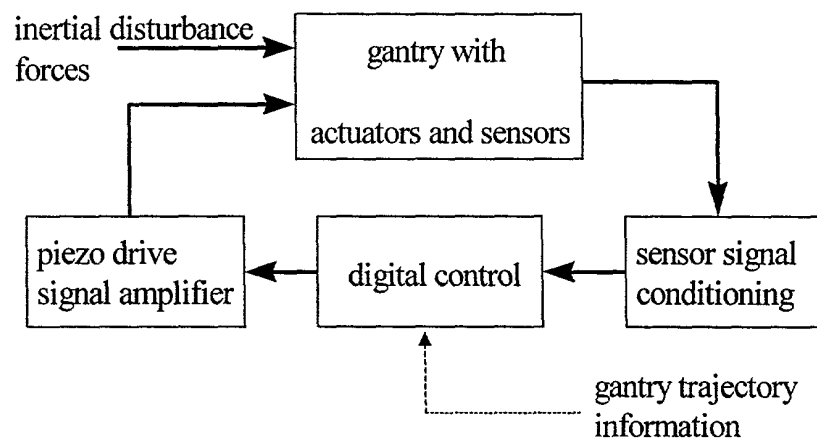 inertial disturbance
forces
gantry with
actuators and sensors
piezo drive
signal amplifier
digital control
sensor signal
conditioning
gantry trajectory
information